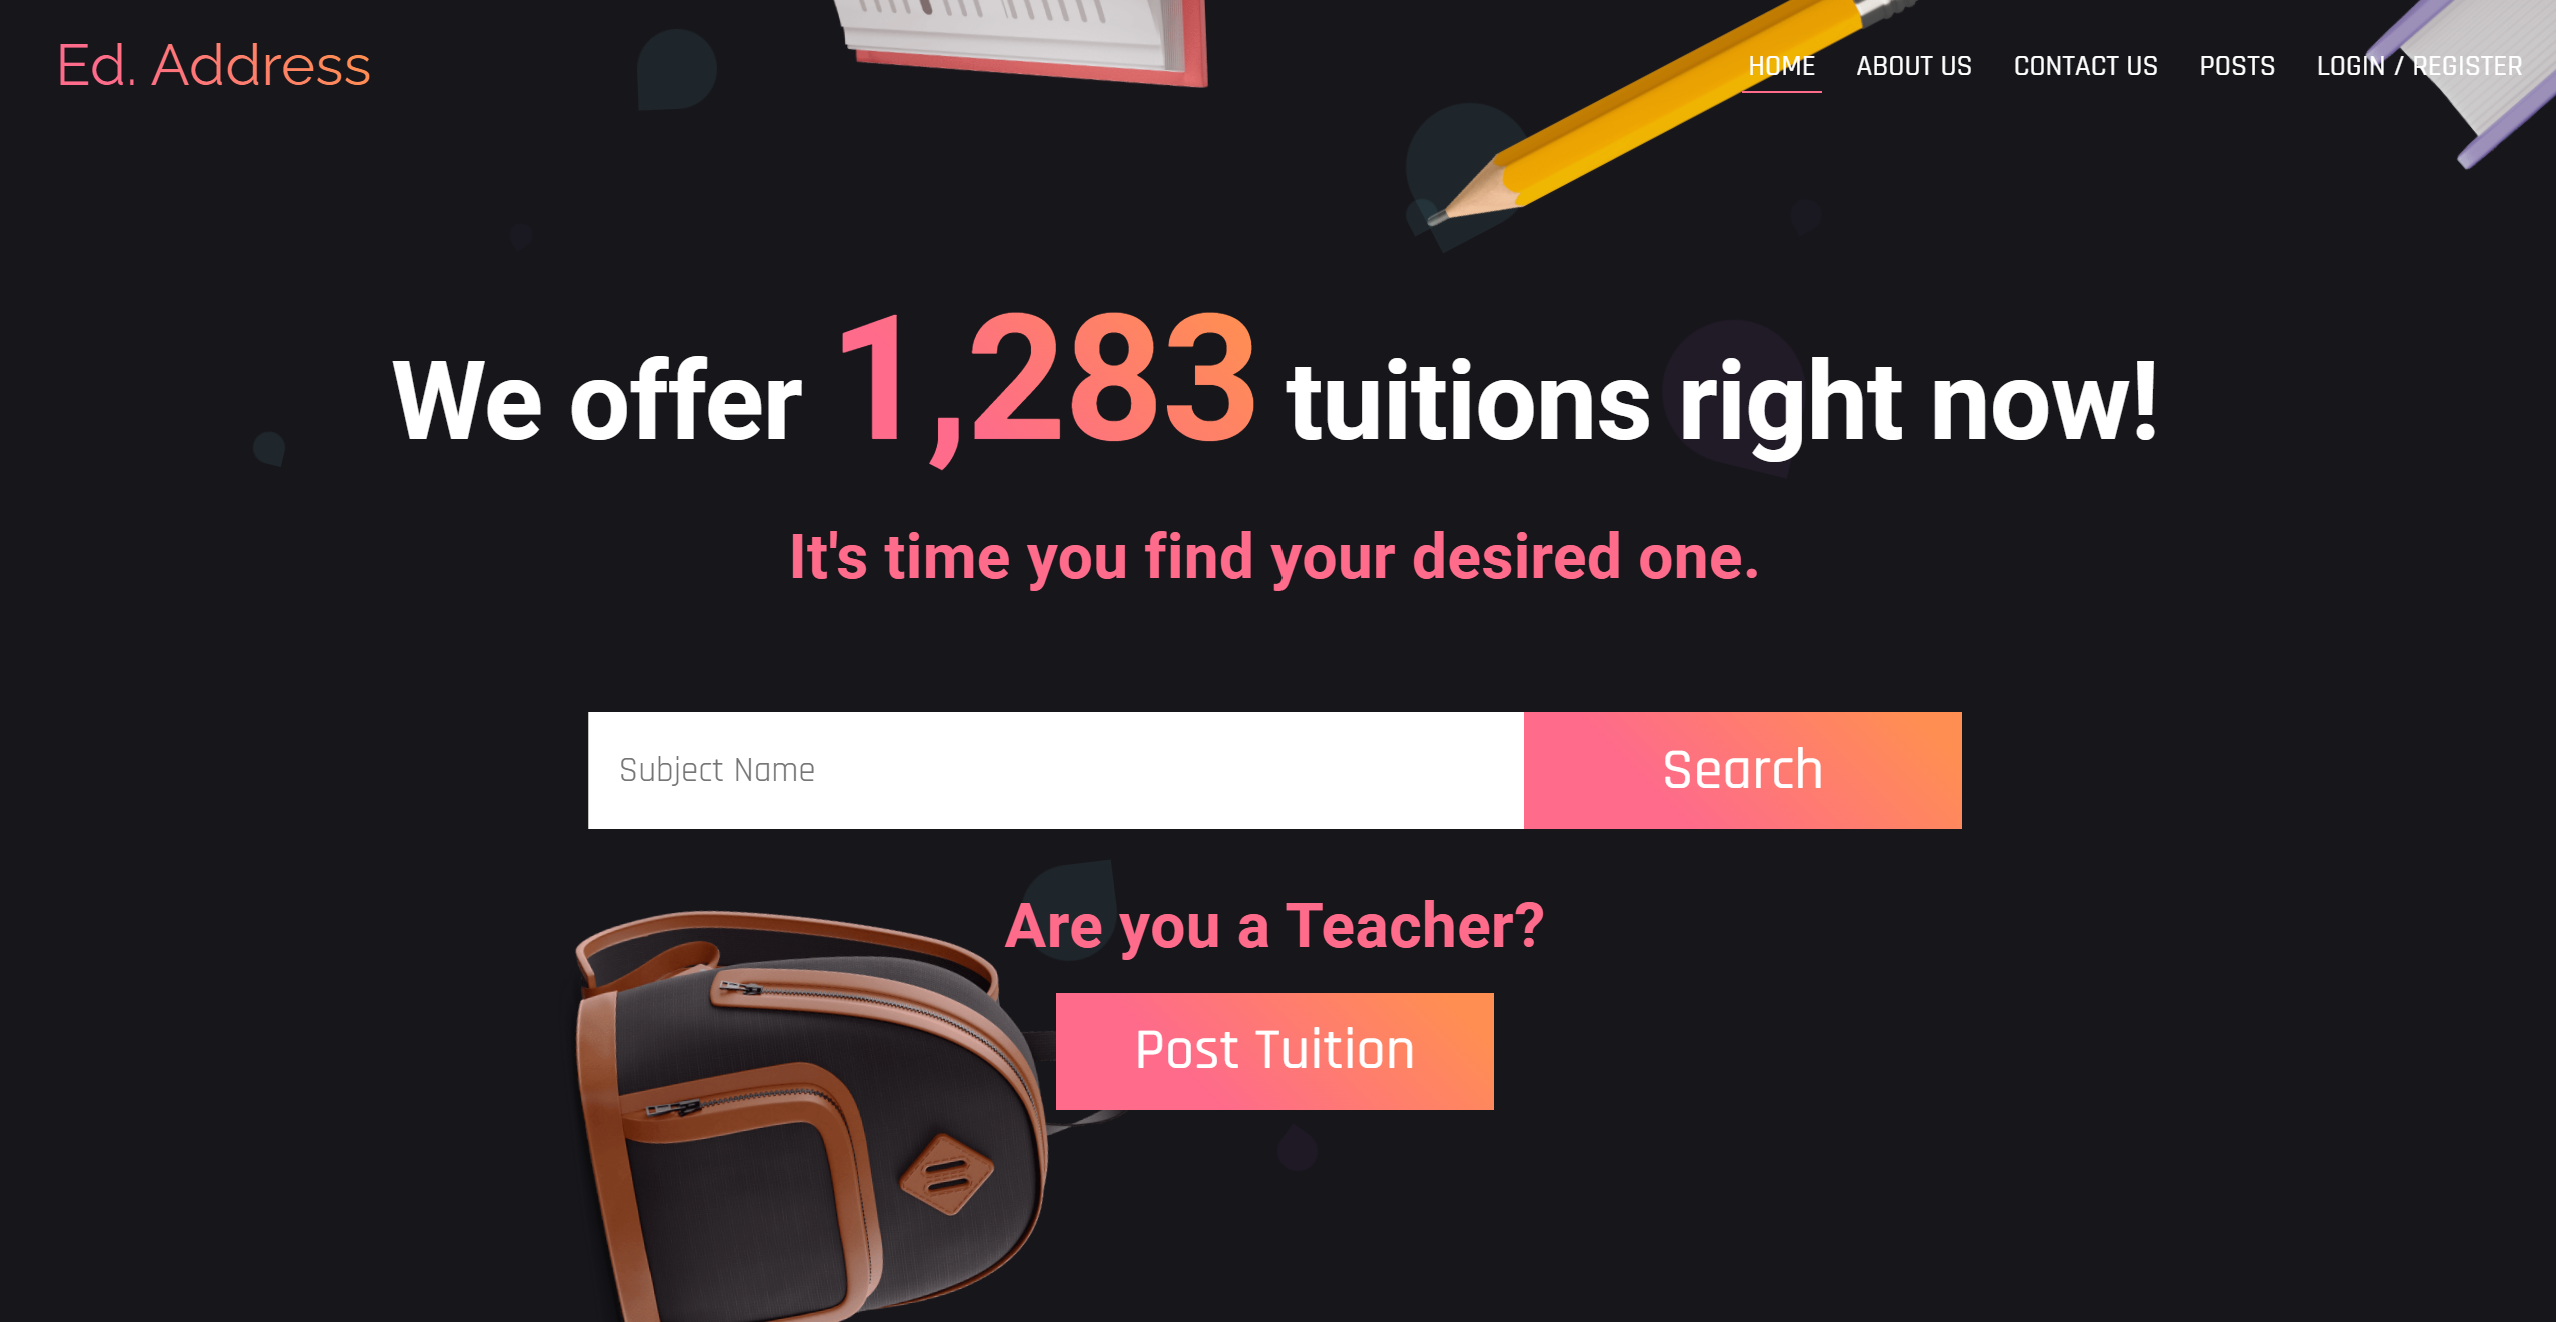 Ed. Address
HOME ABOUT US CONTACT US POSTS LOGIN / REGISTER
We offer 1,283 tuitions right now!
It's time you find your desired one.
Subject Name
Search
Are you a Teacher?
Post Tuition